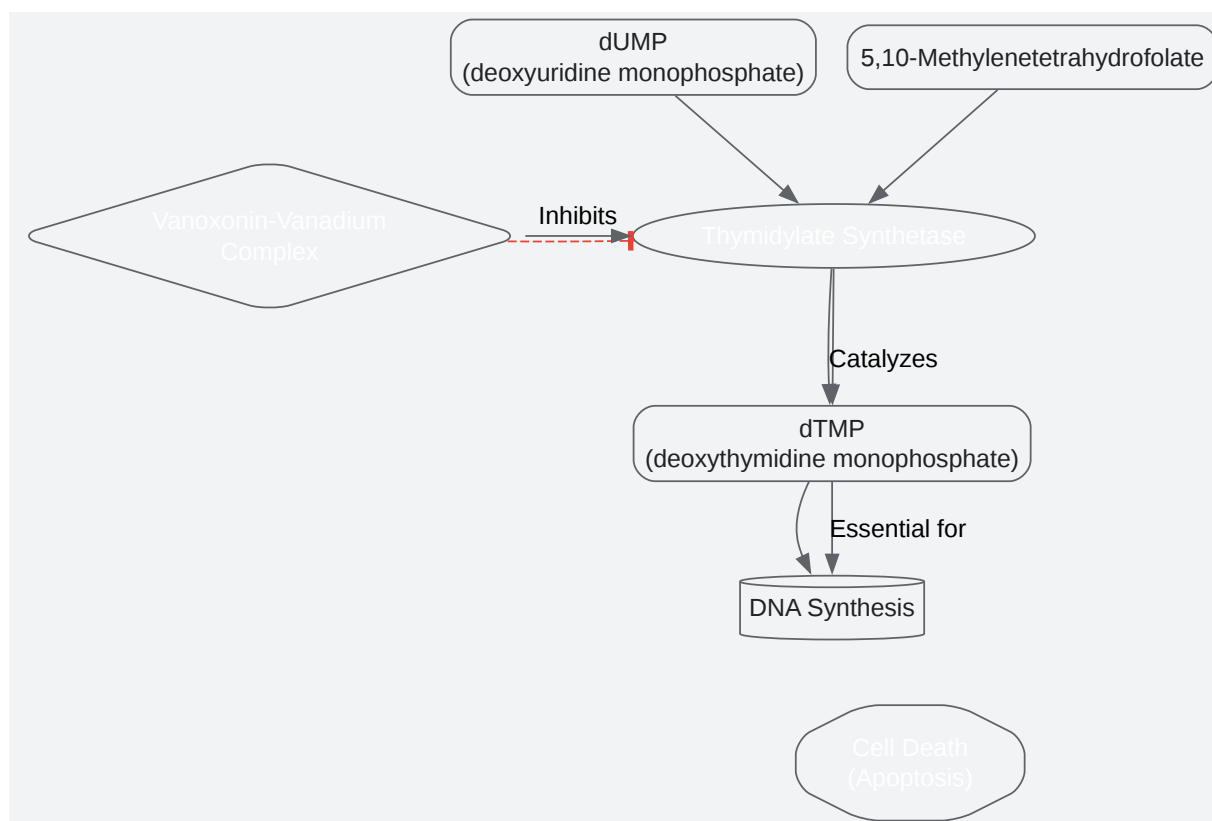 dUMP
(deoxyuridine monophosphate)
5,10-Methylenetetrahydrofolate
Vanoxonin-Vanadium
Complex
Inhibits
Thymidylate Synthetase
Catalyzes
dTMP
(deoxythymidine monophosphate)
Essential for
DNA Synthesis
Cell Death
(Apoptosis)